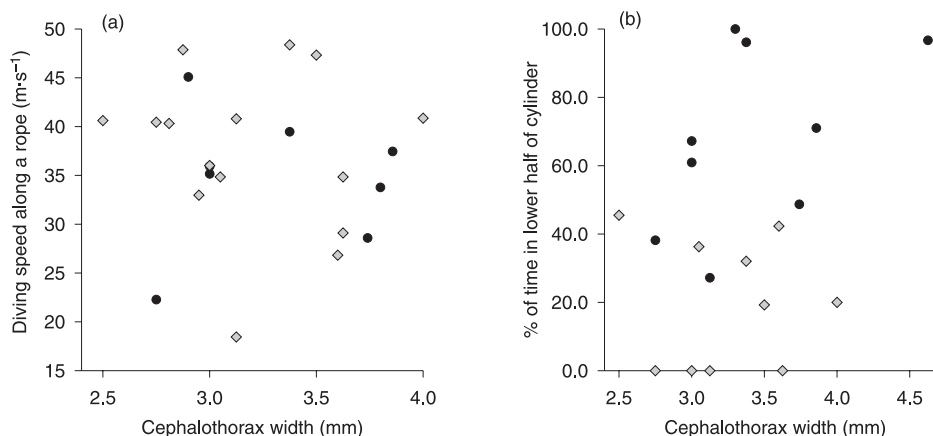 (a)
Diving speed along a rope (m·s⁻¹)
50
45
40
35
30
25
20
15
2.5 3.0 3.5 4.0
Cephalothorax width (mm)
(b)
% of time in lower half of cylinder
100.0
80.0
60.0
40.0
20.0
0.0
2.5 3.0 3.5 4.0 4.5
Cephalothorax width (mm)